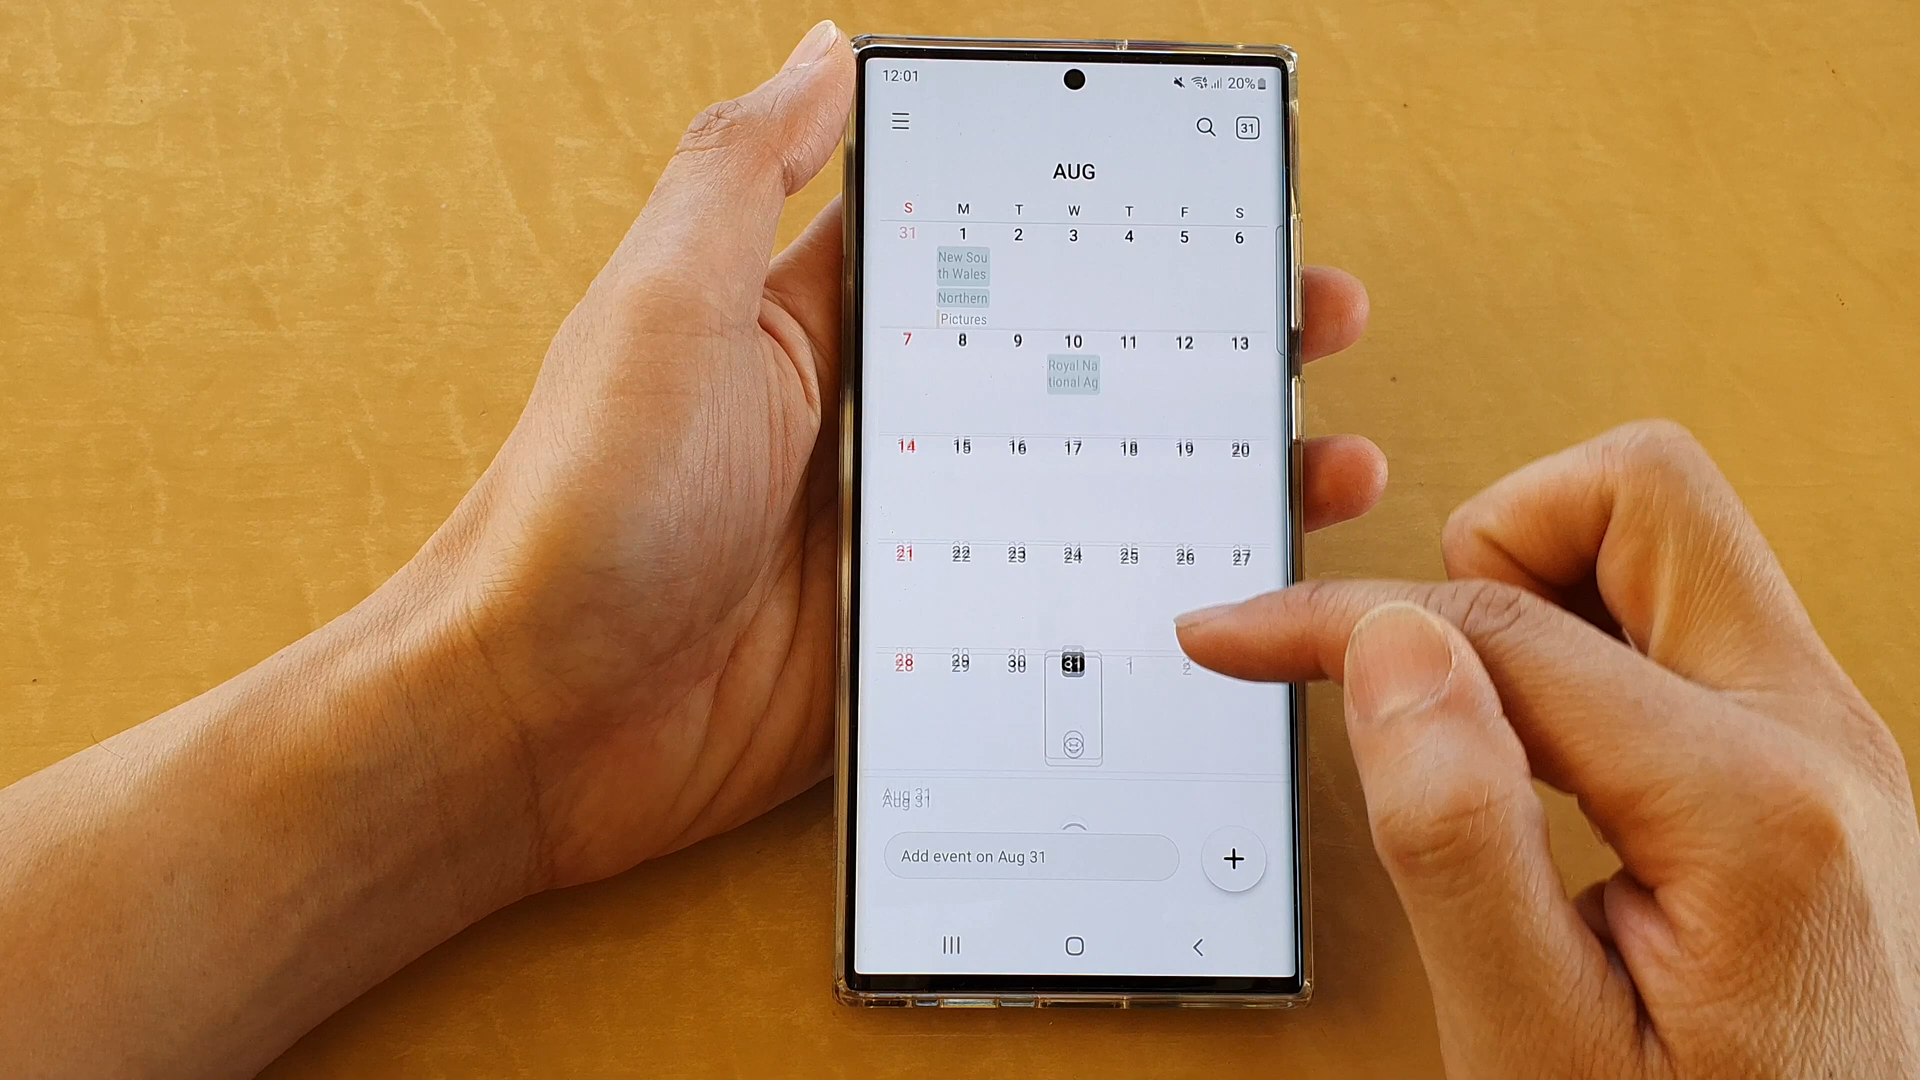 12:01 20%
31
AUG
S M T W T F S
31 1 2 3 4 5 6
New Sou
th Wales
Northern
Pictures
7 8 9 10 11 12 13
Royal Na
tional Ag
14 15 16 17 18 19 20
21 22 23 24 25 26 27
28 29 30 31 1 2
Aug 31
Add event on Aug 31